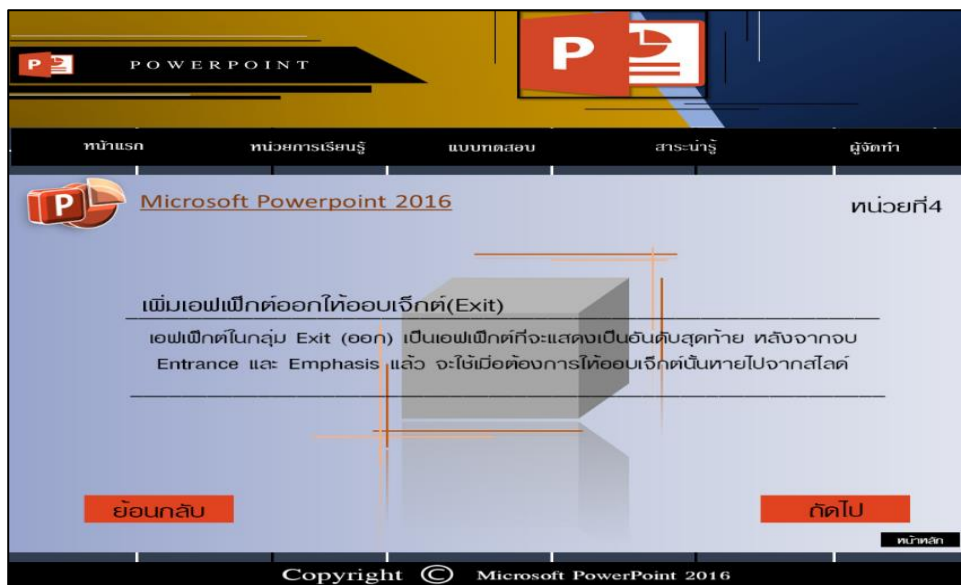 P
P POWERPOINT
หน้าแรก หน่วยการเรียนรู้ แบบทดสอบ สาระน่ารู้ ผู้จัดทำ
P Microsoft Powerpoint 2016 หน่วยที่4
เพิ่มเอฟเฟ็กต์ออกให้ออบเจ็กต์(Exit)
เอฟเฟ็กต์ในกลุ่ม Exit (ออก) เป็นเอฟเฟ็กต์ที่จะแสดงเป็นอันดับสุดท้าย หลังจากจบ
Entrance และ Emphasis แล้ว จะใช้เมื่อต้องการให้ออบเจ็กต์นั้นหายไปจากสไลด์
ย้อนกลับ ถัดไป
หน้าหลัก
Copyright © Microsoft PowerPoint 2016